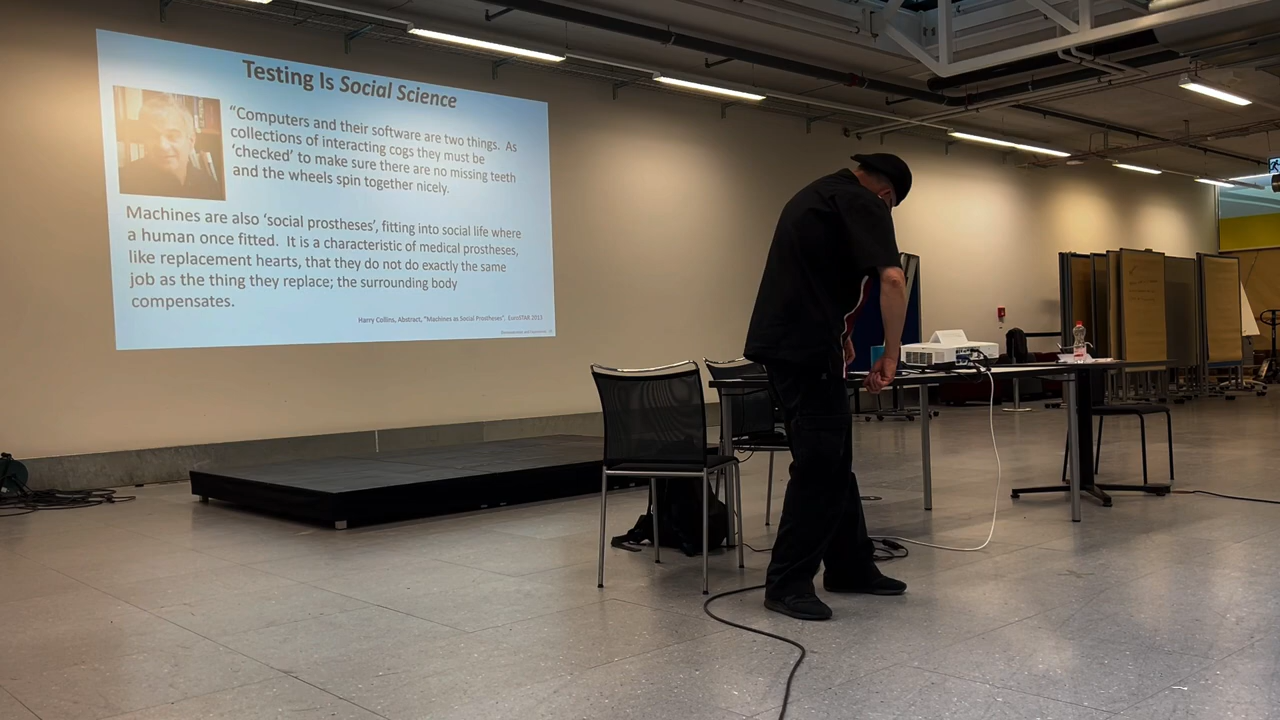 Testing Is Social Science
“Computers and their software are two things. As
collections of interacting cogs they must be
‘checked’ to make sure there are no missing teeth
and the wheels spin together nicely.
Machines are also ‘social prostheses’, fitting into social life where
a human once fitted. It is a characteristic of medical prostheses,
like replacement hearts, that they do not do exactly the same
job as the thing they replace; the surrounding body
compensates.
Harry Collins, Abstract, “Machines as Social Prostheses”, EuroSTAR 2013